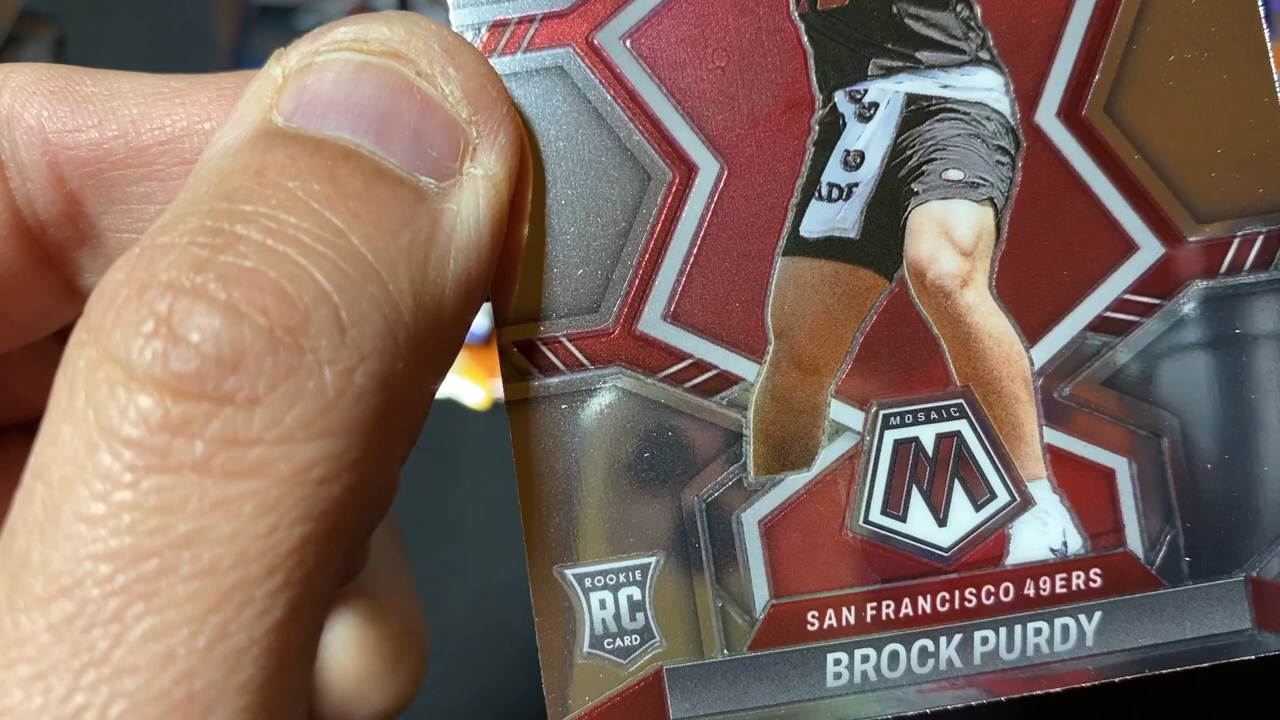 MOSAIC
ROOKIE
RC
CARD
SAN FRANCISCO 49ERS
BROCK PURDY